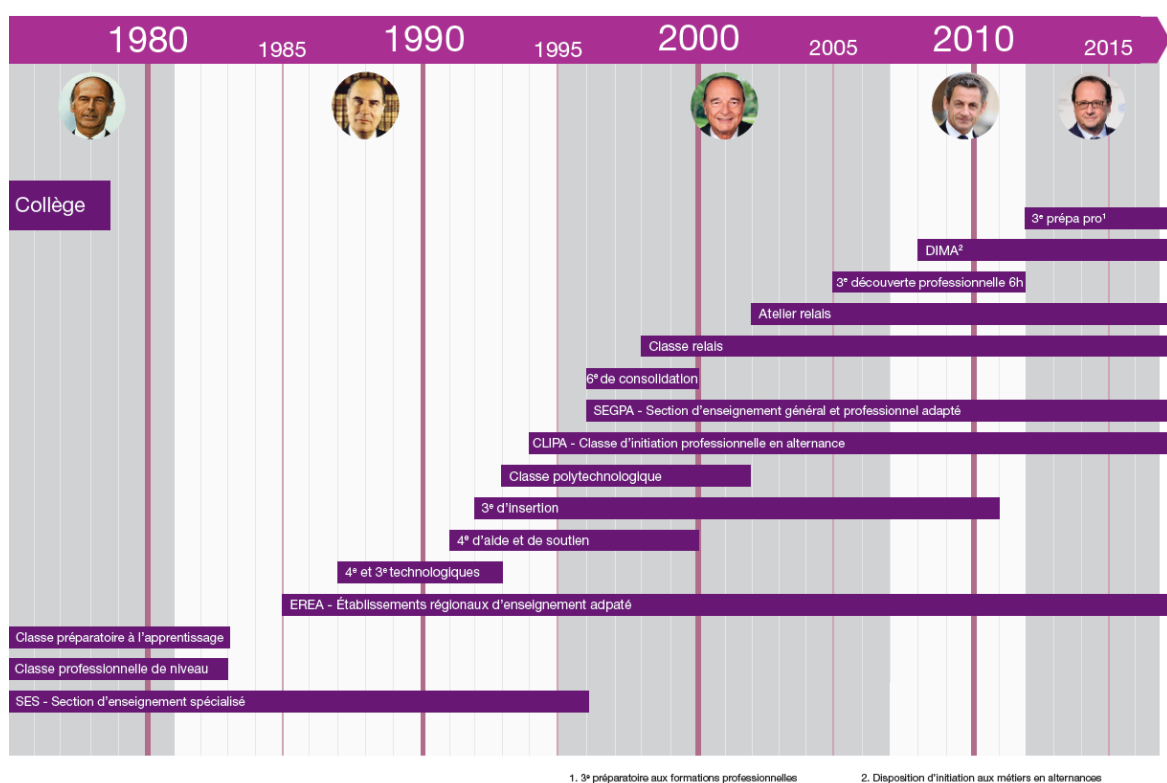 1980
1985
1990
1995
2000
2005
2010
2015
Collège
3ᵉ prépa pro¹
DIMA²
3ᵉ découverte professionnelle 6h
Atelier relais
Classe relais
6ᵉ de consolidation
SEGPA - Section d'enseignement général et professionnel adapté
CLIPA - Classe d'initiation professionnelle en alternance
Classe polytechnologique
3ᵉ d'insertion
4ᵉ d'aide et de soutien
4ᵉ et 3ᵉ technologiques
EREA - Établissements régionaux d'enseignement adpaté
Classe préparatoire à l'apprentissage
Classe professionnelle de niveau
SES - Section d'enseignement spécialisé
1. 3ᵉ préparatoire aux formations professionnelles
2. Disposition d'initiation aux métiers en alternances